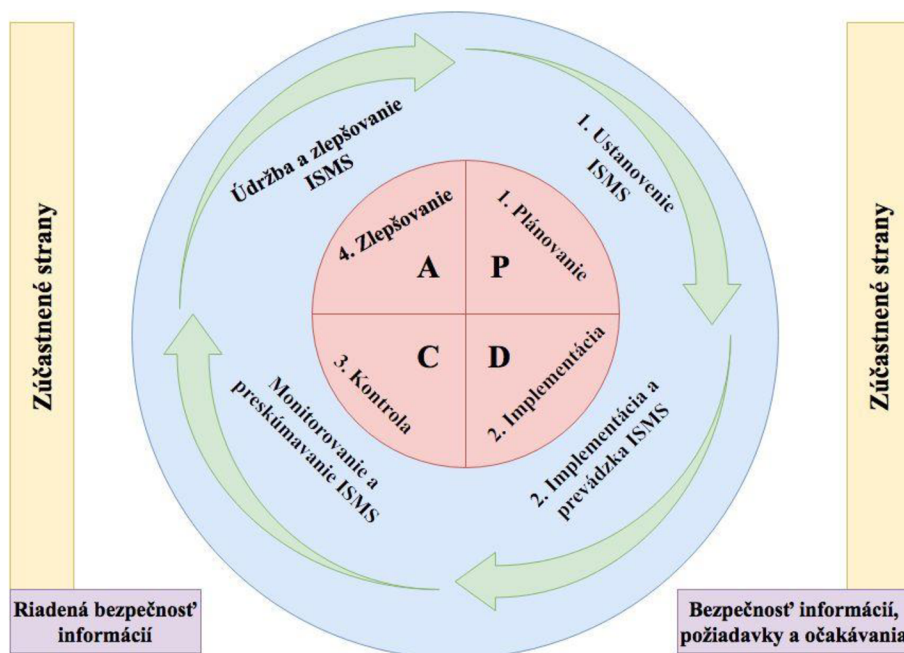 Zúčastnené strany
Údržba a zlepšovanie
ISMS
1. Ustanovenie
ISMS
4. Zlepšovanie
A
1. Plánovanie
P
3. Kontrola
C
2. Implementácia
D
Monitorovanie a
preskúmavanie ISMS
2. Implementácia a
prevádzka ISMS
Zúčastnené strany
Riadená bezpečnosť
informácií
Bezpečnosť informácií,
požiadavky a očakávania